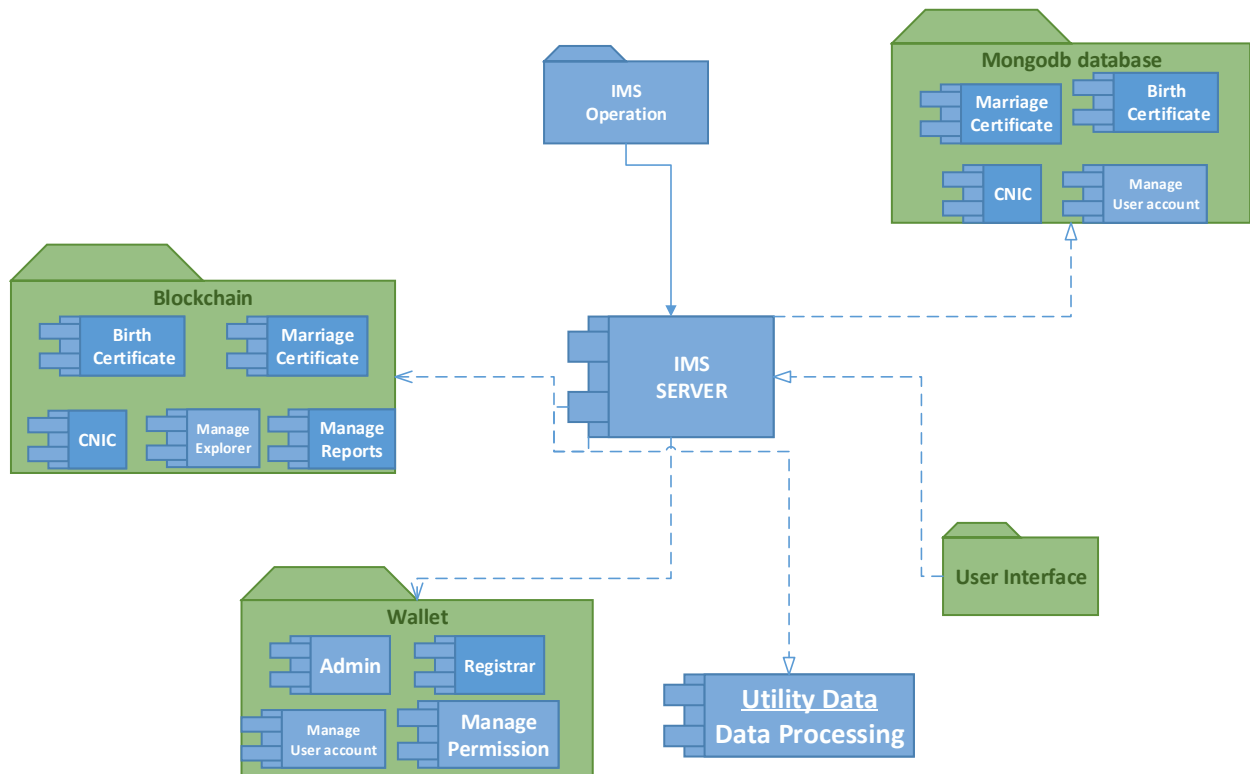 IMS
Operation
Mongodb database
Marriage
Certificate
Birth
Certificate
CNIC
Manage
User account
Blockchain
Birth
Certificate
Marriage
Certificate
CNIC
Manage
Explorer
Manage
Reports
IMS
SERVER
User Interface
Wallet
Admin
Registrar
Manage
User account
Manage
Permission
Utility Data
Data Processing